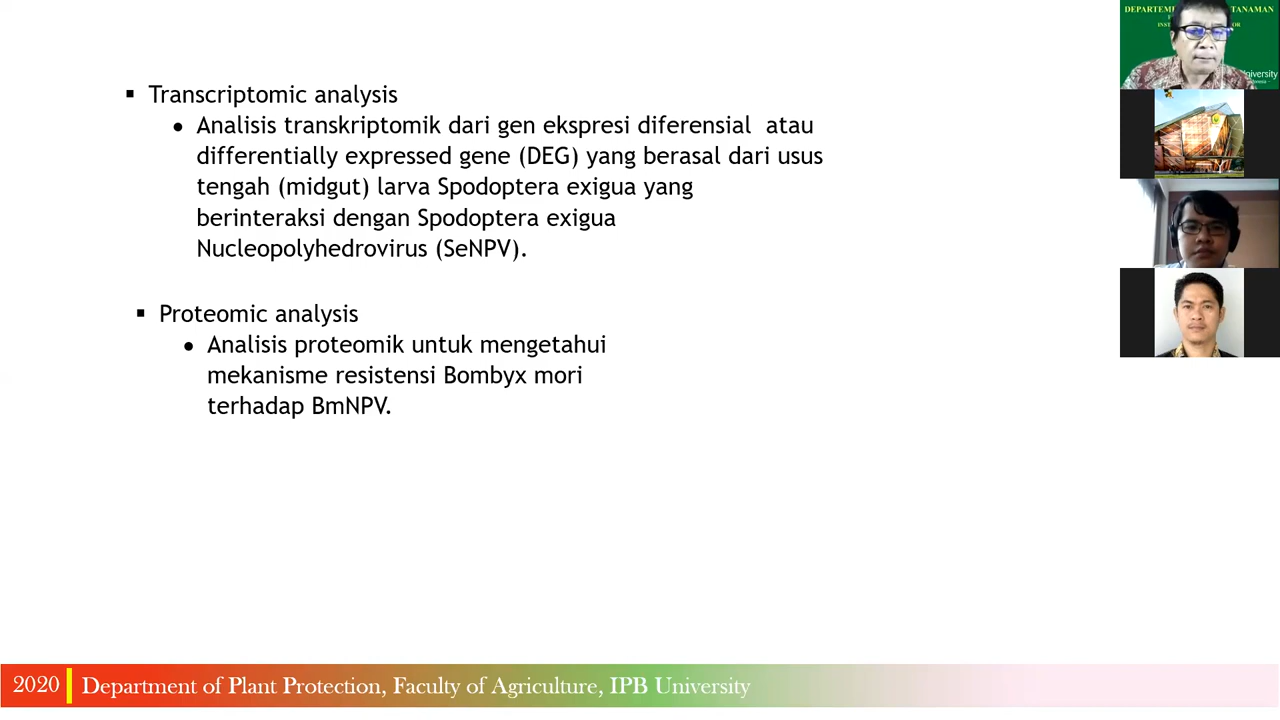 ▪ Transcriptomic analysis
• Analisis transkriptomik dari gen ekspresi diferensial atau
differentially expressed gene (DEG) yang berasal dari usus
tengah (midgut) larva Spodoptera exigua yang
berinteraksi dengan Spodoptera exigua
Nucleopolyhedrovirus (SeNPV).
▪ Proteomic analysis
• Analisis proteomik untuk mengetahui
mekanisme resistensi Bombyx mori
terhadap BmNPV.
2020 Department of Plant Protection, Faculty of Agriculture, IPB University
TANAMAN